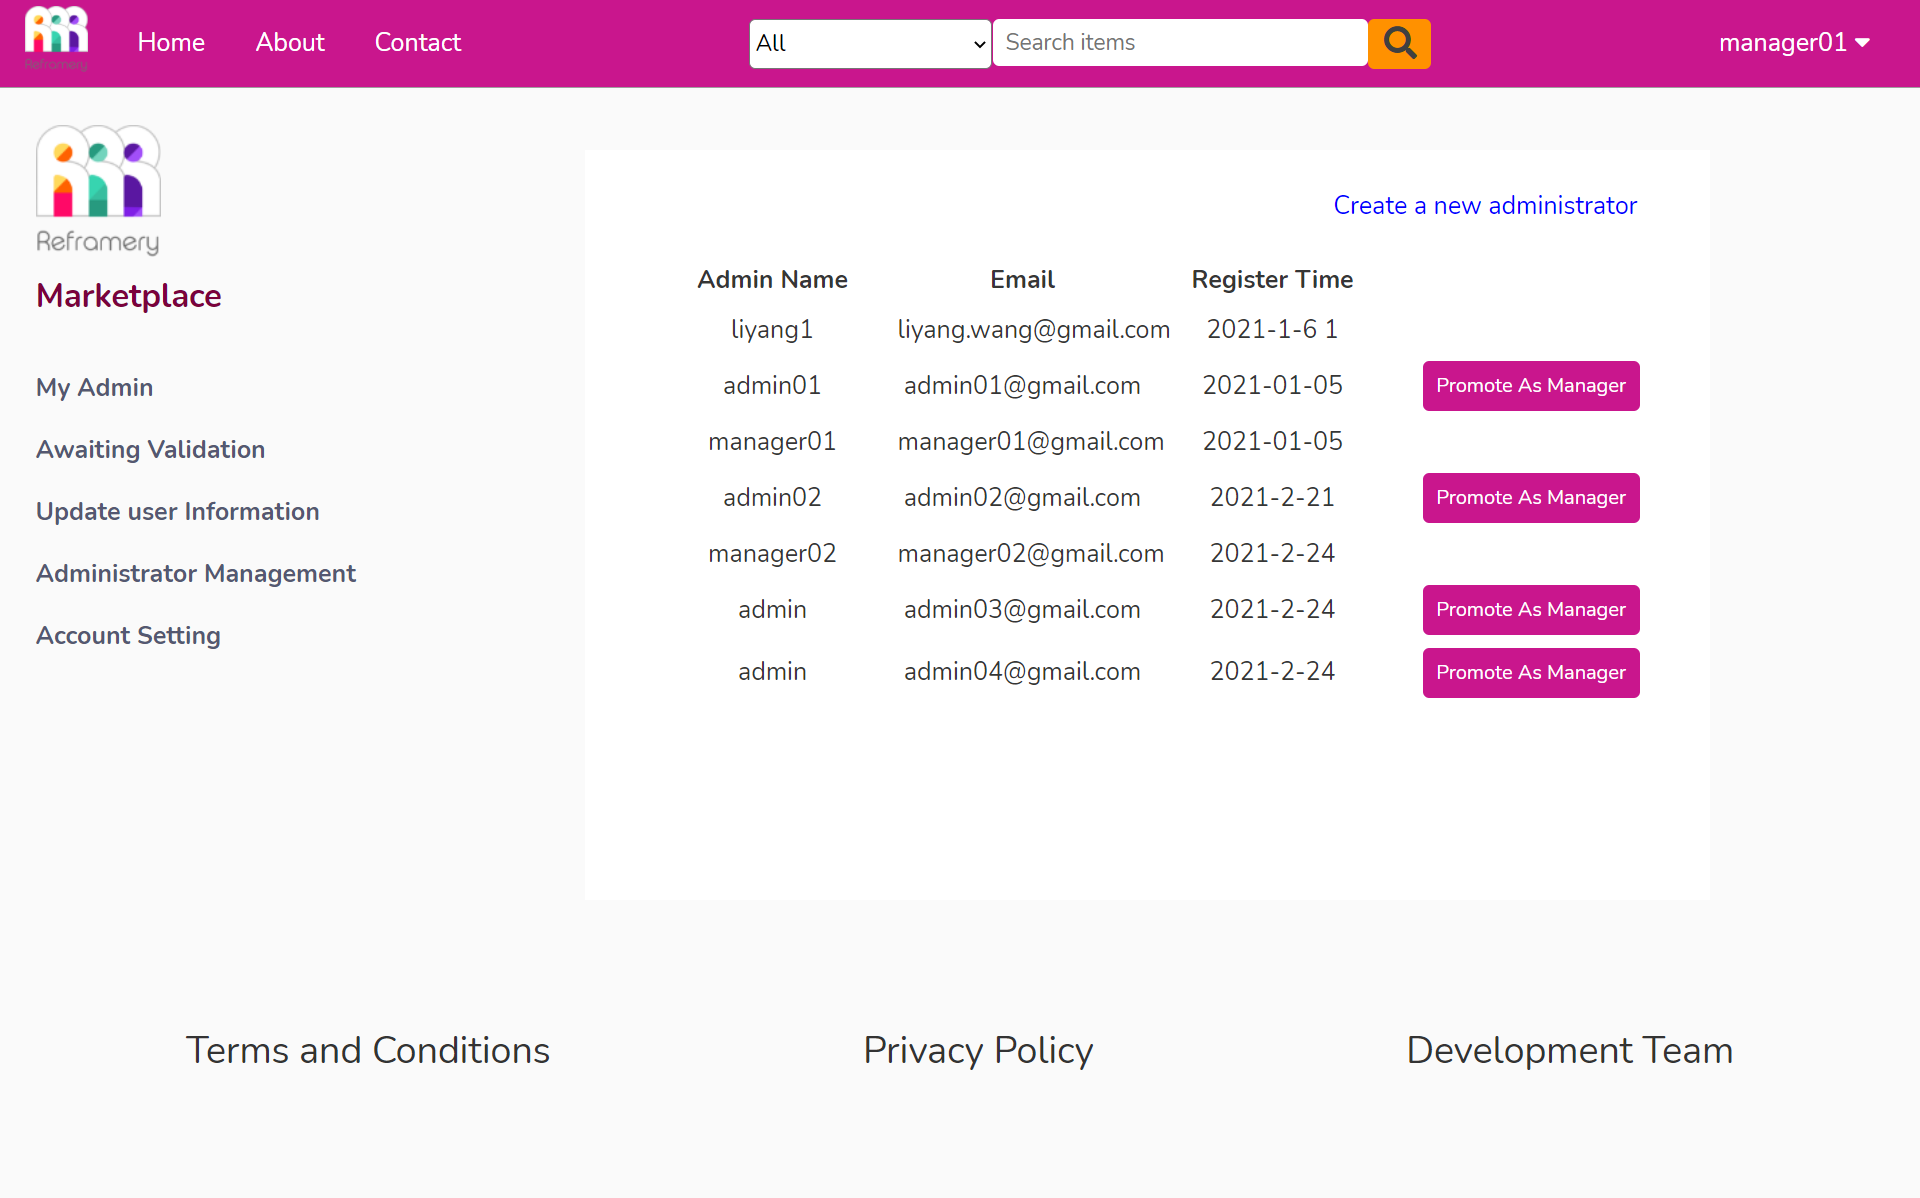 Reframery
Home
About
Contact
All
Search items
manager01
Reframery
Marketplace
My Admin
Awaiting Validation
Update user Information
Administrator Management
Account Setting
Create a new administrator
Admin Name Email Register Time
liyang1 liyang.wang@gmail.com 2021-1-6 1
admin01 admin01@gmail.com 2021-01-05 Promote As Manager
manager01 manager01@gmail.com 2021-01-05
admin02 admin02@gmail.com 2021-2-21 Promote As Manager
manager02 manager02@gmail.com 2021-2-24
admin admin03@gmail.com 2021-2-24 Promote As Manager
admin admin04@gmail.com 2021-2-24 Promote As Manager
Terms and Conditions
Privacy Policy
Development Team